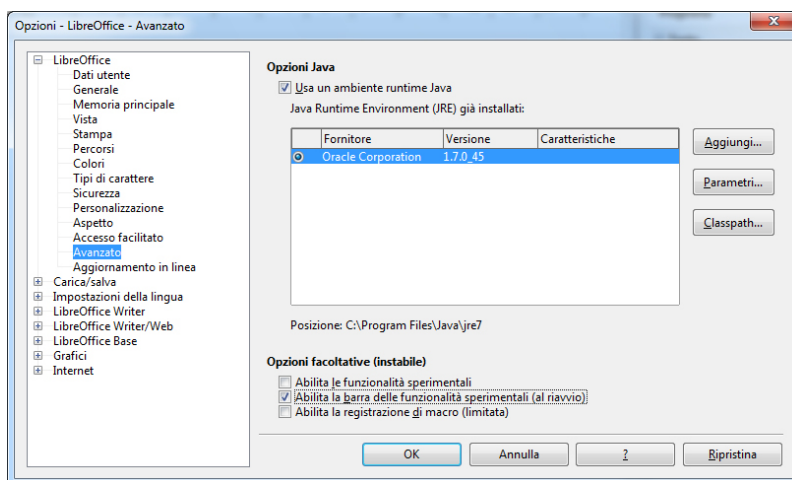 Opzioni - LibreOffice - Avanzato
LibreOffice
Dati utente
Generale
Memoria principale
Vista
Stampa
Percorsi
Colori
Tipi di carattere
Sicurezza
Personalizzazione
Aspetto
Accesso facilitato
Avanzato
Aggiornamento in linea
Carica/salva
Impostazioni della lingua
LibreOffice Writer
LibreOffice Writer/Web
LibreOffice Base
Grafici
Internet
Opzioni Java
Usa un ambiente runtime Java
Java Runtime Environment (JRE) già installati:
Fornitore Versione Caratteristiche
Oracle Corporation 1.7.0_45
Aggiungi...
Parametri...
Classpath...
Posizione: C:\Program Files\Java\jre7
Opzioni facoltative (instabile)
Abilita le funzionalità sperimentali
Abilita la barra delle funzionalità sperimentali (al riavvio)
Abilita la registrazione di macro (limitata)
OK Annulla ? Ripristina